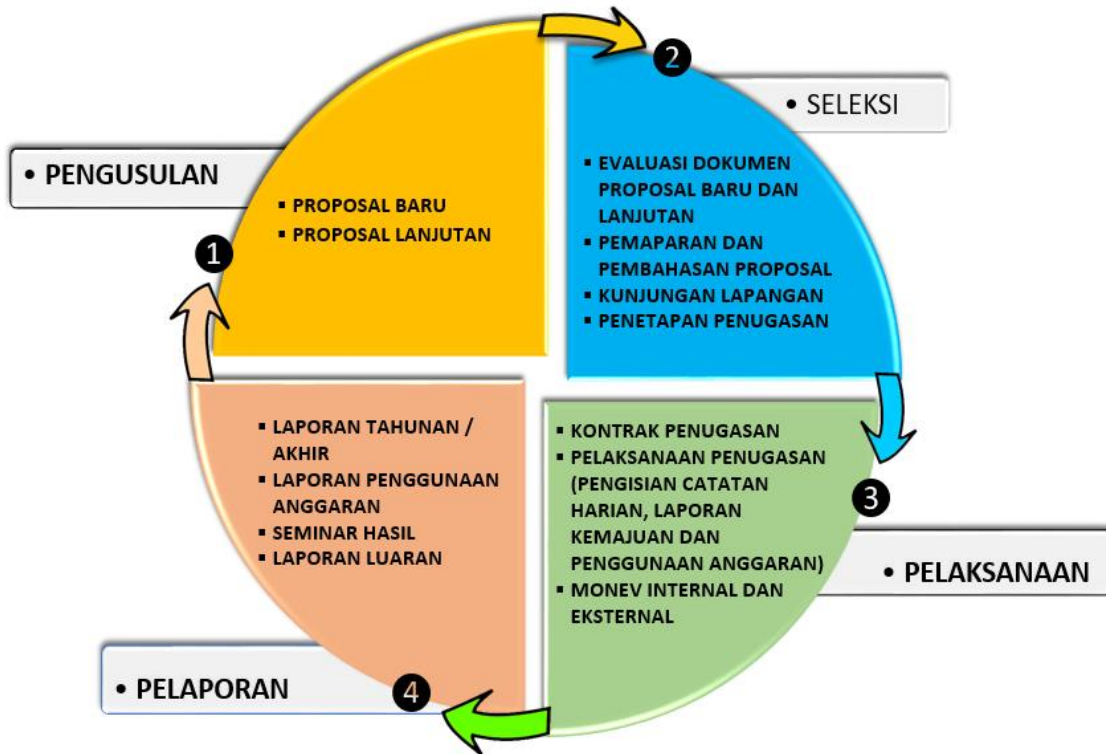 • PENGUSULAN
1
▪ PROPOSAL BARU
▪ PROPOSAL LANJUTAN
2
• SELEKSI
▪ EVALUASI DOKUMEN
PROPOSAL BARU DAN
LANJUTAN
▪ PEMAPARAN DAN
PEMBAHASAN PROPOSAL
▪ KUNJUNGAN LAPANGAN
▪ PENETAPAN PENUGASAN
3
• PELAKSANAAN
▪ KONTRAK PENUGASAN
▪ PELAKSANAAN PENUGASAN
(PENGISIAN CATATAN
HARIAN, LAPORAN
KEMAJUAN DAN
PENGGUNAAN ANGGARAN)
▪ MONEV INTERNAL DAN
EKSTERNAL
4
• PELAPORAN
▪ LAPORAN TAHUNAN /
AKHIR
▪ LAPORAN PENGGUNAAN
ANGGARAN
▪ SEMINAR HASIL
▪ LAPORAN LUARAN